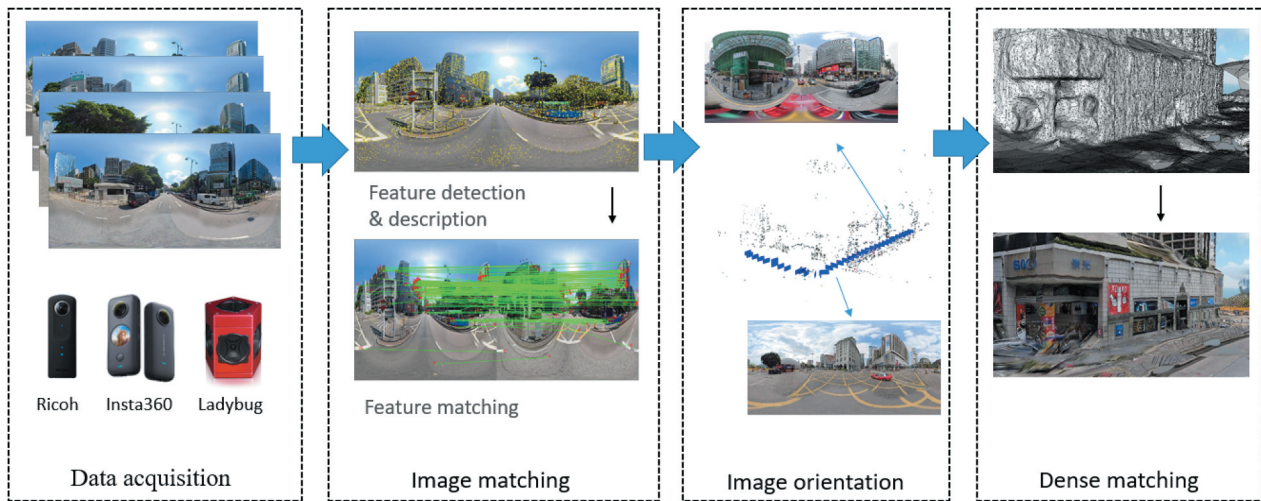 Feature detection
& description
Ricoh
Insta360
Ladybug
Feature matching
Data acquisition
Image matching
Image orientation
Dense matching